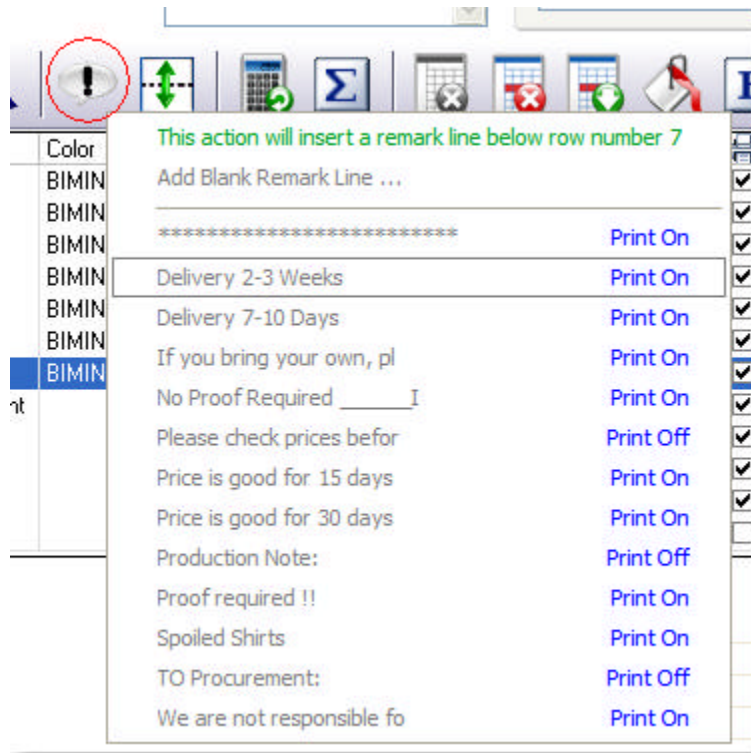 This action will insert a remark line below row number 7
Color
Add Blank Remark Line ...
BIMIN
BIMIN
************************* Print On
BIMIN
Delivery 2-3 Weeks Print On
BIMIN
Delivery 7-10 Days Print On
BIMIN
If you bring your own, pl Print On
BIMIN
BIMIN
No Proof Required ______I Print On
nt
Please check prices befor Print Off
Price is good for 15 days Print On
Price is good for 30 days Print On
Production Note: Print Off
Proof required !! Print On
Spoiled Shirts Print On
TO Procurement: Print Off
We are not responsible fo Print On